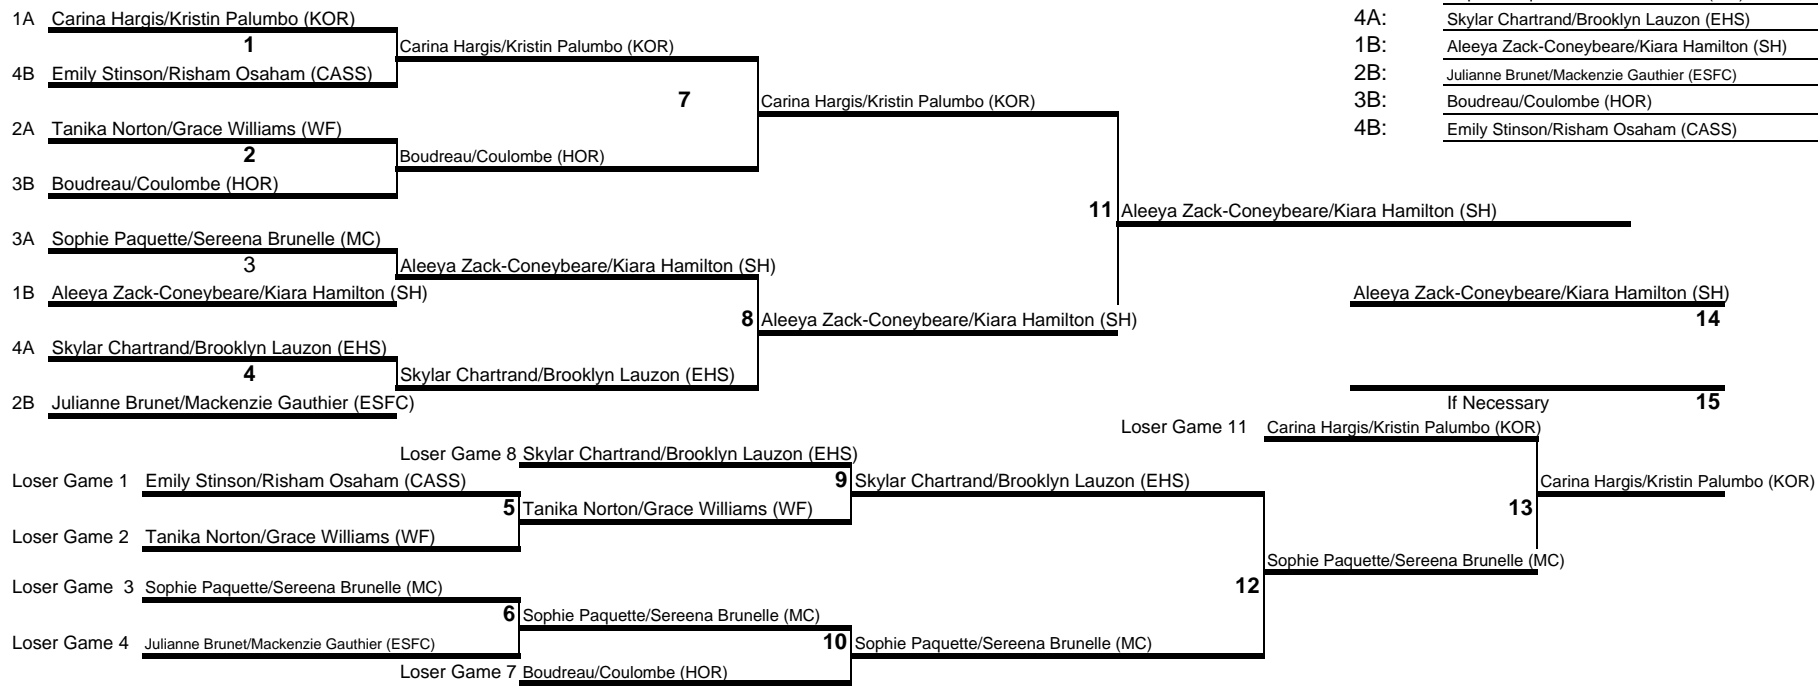 1A Carina Hargis/Kristin Palumbo (KOR)
4A: Skylar Chartrand/Brooklyn Lauzon (EHS)
1 Carina Hargis/Kristin Palumbo (KOR)
1B: Aleeya Zack-Coneybeare/Kiara Hamilton (SH)
4B Emily Stinson/Risham Osaham (CASS)
2B: Julianne Brunet/Mackenzie Gauthier (ESFC)
7 Carina Hargis/Kristin Palumbo (KOR)
3B: Boudreau/Coulombe (HOR)
2A Tanika Norton/Grace Williams (WF)
4B: Emily Stinson/Risham Osaham (CASS)
2 Boudreau/Coulombe (HOR)
3B Boudreau/Coulombe (HOR)
11 Aleeya Zack-Coneybeare/Kiara Hamilton (SH)
3A Sophie Paquette/Sereena Brunelle (MC)
3 Aleeya Zack-Coneybeare/Kiara Hamilton (SH)
1B Aleeya Zack-Coneybeare/Kiara Hamilton (SH)
Aleeya Zack-Coneybeare/Kiara Hamilton (SH)
8 Aleeya Zack-Coneybeare/Kiara Hamilton (SH)
14
4A Skylar Chartrand/Brooklyn Lauzon (EHS)
4 Skylar Chartrand/Brooklyn Lauzon (EHS)
2B Julianne Brunet/Mackenzie Gauthier (ESFC)
If Necessary 15
Loser Game 11 Carina Hargis/Kristin Palumbo (KOR)
Loser Game 8 Skylar Chartrand/Brooklyn Lauzon (EHS)
Loser Game 1 Emily Stinson/Risham Osaham (CASS)
9 Skylar Chartrand/Brooklyn Lauzon (EHS)
Carina Hargis/Kristin Palumbo (KOR)
5 Tanika Norton/Grace Williams (WF)
13
Loser Game 2 Tanika Norton/Grace Williams (WF)
Sophie Paquette/Sereena Brunelle (MC)
Loser Game 3 Sophie Paquette/Sereena Brunelle (MC)
12
6 Sophie Paquette/Sereena Brunelle (MC)
Loser Game 4 Julianne Brunet/Mackenzie Gauthier (ESFC)
10 Sophie Paquette/Sereena Brunelle (MC)
Loser Game 7 Boudreau/Coulombe (HOR)